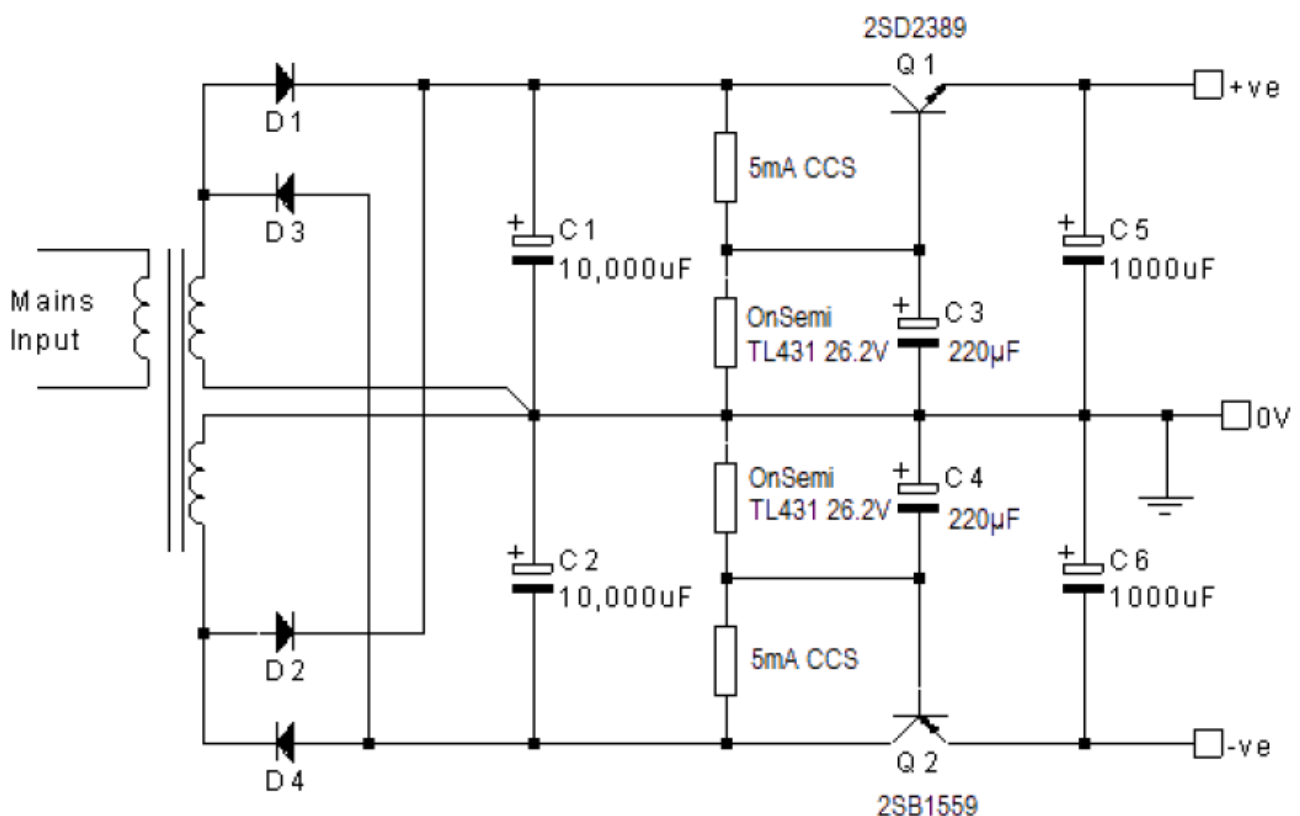 2SD2389
Q 1
+ve
D 1
5mA CCS
D 3
+ C 1
10,000uF
+ C 5
1000uF
Mains
Input
OnSemi
TL431 26.2V
+ C 3
220µF
0V
OnSemi
TL431 26.2V
+ C 4
220µF
+ C 2
10,000uF
+ C 6
1000uF
D 2
5mA CCS
-ve
D 4
Q 2
2SB1559